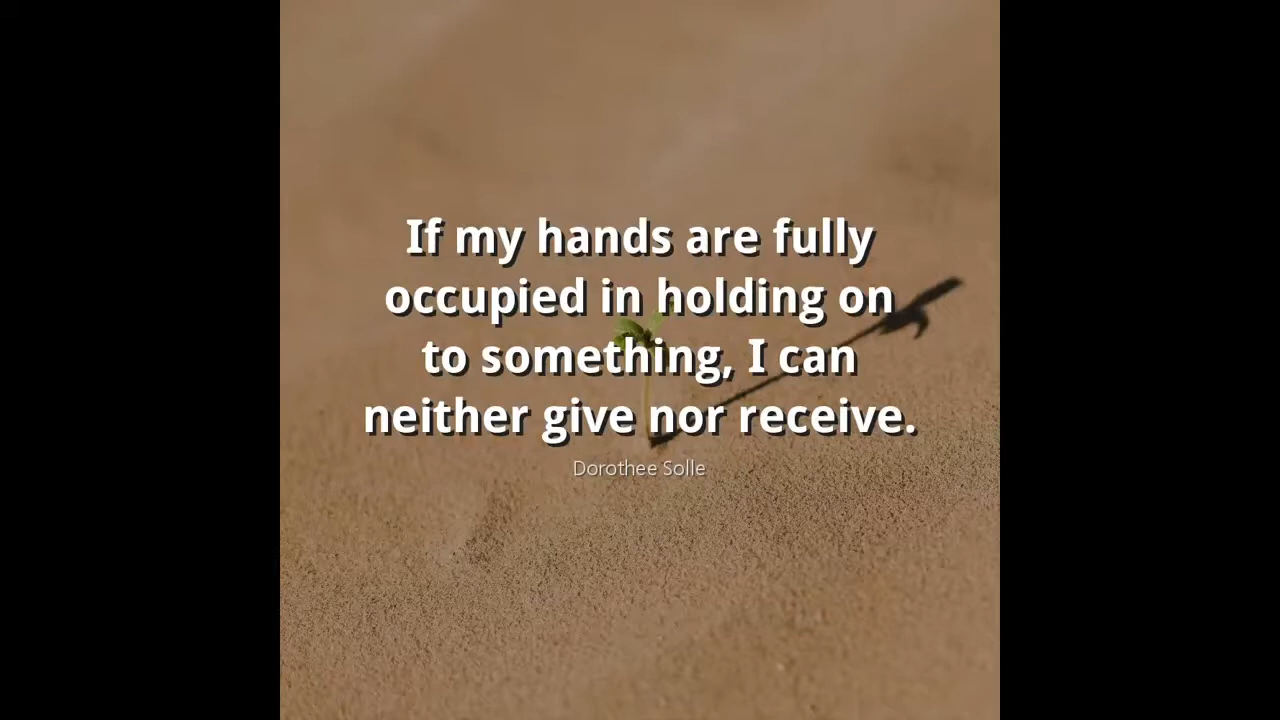 If my hands are fully
occupied in holding on
to something, I can
neither give nor receive.
Dorothee Solle